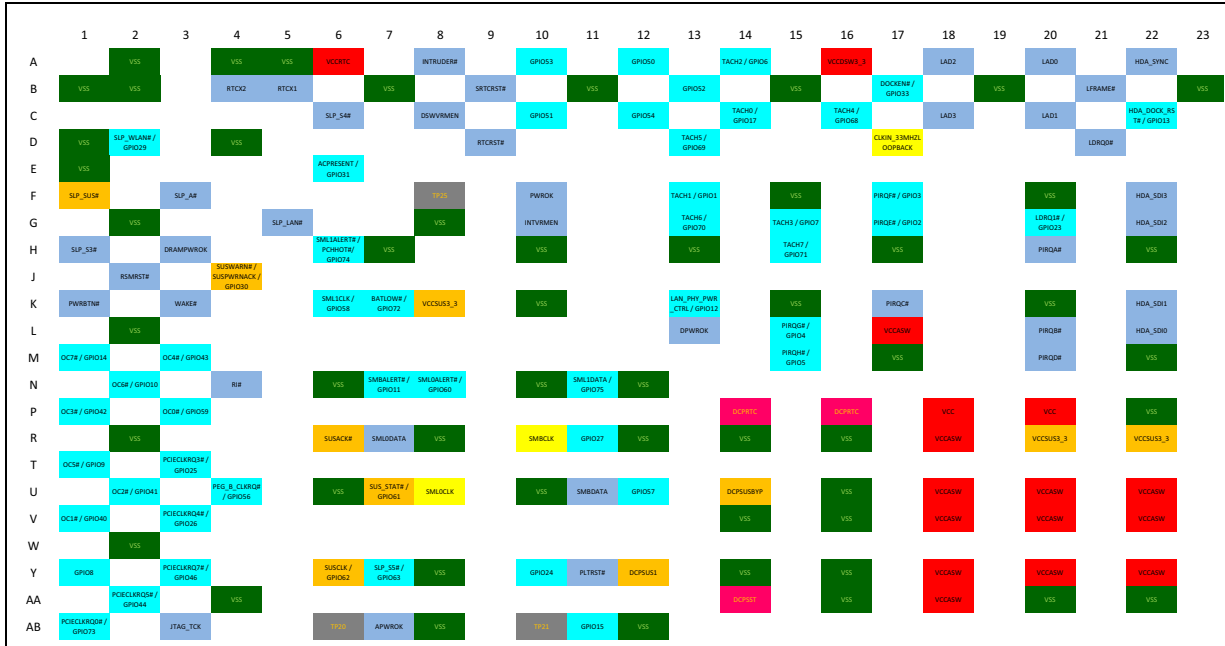 1 2 3 4 5 6 7 8 9 10 11 12 13 14 15 16 17 18 19 20 21 22 23
A VSS VSS VSS VCCRTC INTRUDER# GPIO53 GPIO50 TACH2 / GPIO6 VCCDSW3_3 LAD2 LAD0 HDA_SYNC
B VSS VSS RTCX2 RTCX1 VSS SRTCRST# VSS GPIO52 VSS DOCKEN# / GPIO33 VSS LFRAME# VSS
C SLP_S4# DSWVRMEN GPIO51 GPIO54 TACH0 / GPIO17 TACH4 / GPIO68 LAD3 LAD1 HDA_DOCK_RST# / GPIO13
D VSS SLP_WLAN# / GPIO29 VSS RTCRST# TACH5 / GPIO69 CLKIN_33MHZLOOPBACK LDRQ0#
E VSS ACPRESENT / GPIO31
F SLP_SUS# SLP_A# TP25 PWROK TACH1 / GPIO1 VSS PIRQF# / GPIO3 VSS HDA_SDI3
G VSS SLP_LAN# VSS INTVRMEN TACH6 / GPIO70 TACH3 / GPIO7 PIRQE# / GPIO2 LDRQ1# / GPIO23 HDA_SDI2
H SLP_S3# DRAMPWROK SML1ALERT# / PCHHOT# / GPIO74 VSS VSS VSS TACH7 / GPIO71 VSS PIRQA# VSS
J RSMRST# SUSWARN# / SUSPWRNACK / GPIO30
K PWRBTN# WAKE# SML1CLK / GPIO58 BATLOW# / GPIO72 VCCSUS3_3 VSS LAN_PHY_PWR_CTRL / GPIO12 VSS PIRQC# VSS HDA_SDI1
L VSS DPWROK PIRQG# / GPIO4 VCCASW PIRQB# HDA_SDI0
M OC7# / GPIO14 OC4# / GPIO43 PIRQH# / GPIO5 VSS PIRQD# VSS
N OC6# / GPIO10 RI# VSS SMBALERT# / GPIO11 SML0ALERT# / GPIO60 VSS SML1DATA / GPIO75 VSS
P OC3# / GPIO42 OC0# / GPIO59 DCPRTC DCPRTC VCC VCC VSS
R VSS SUSACK# SML0DATA VSS SMBCLK GPIO27 VSS VSS VSS VCCASW VCCSUS3_3 VCCSUS3_3
T OC5# / GPIO9 PCIECLKRQ3# / GPIO25
U OC2# / GPIO41 PEG_B_CLKRQ# / GPIO56 VSS SUS_STAT# / GPIO61 SML0CLK VSS SMBDATA GPIO57 DCPSUSBYP VSS VCCASW VCCASW VCCASW
V OC1# / GPIO40 PCIECLKRQ4# / GPIO26 VSS VSS VCCASW VCCASW VCCASW
W VSS
Y GPIO8 PCIECLKRQ7# / GPIO46 SUSCLK / GPIO62 SLP_S5# / GPIO63 VSS GPIO24 PLTRST# DCPSUS1 VSS VSS VCCASW VCCASW VCCASW
AA PCIECLKRQ5# / GPIO44 VSS DCPSST VSS VCCASW VSS VSS
AB PCIECLKRQ0# / GPIO73 JTAG_TCK TP20 APWROK VSS TP21 GPIO15 VSS